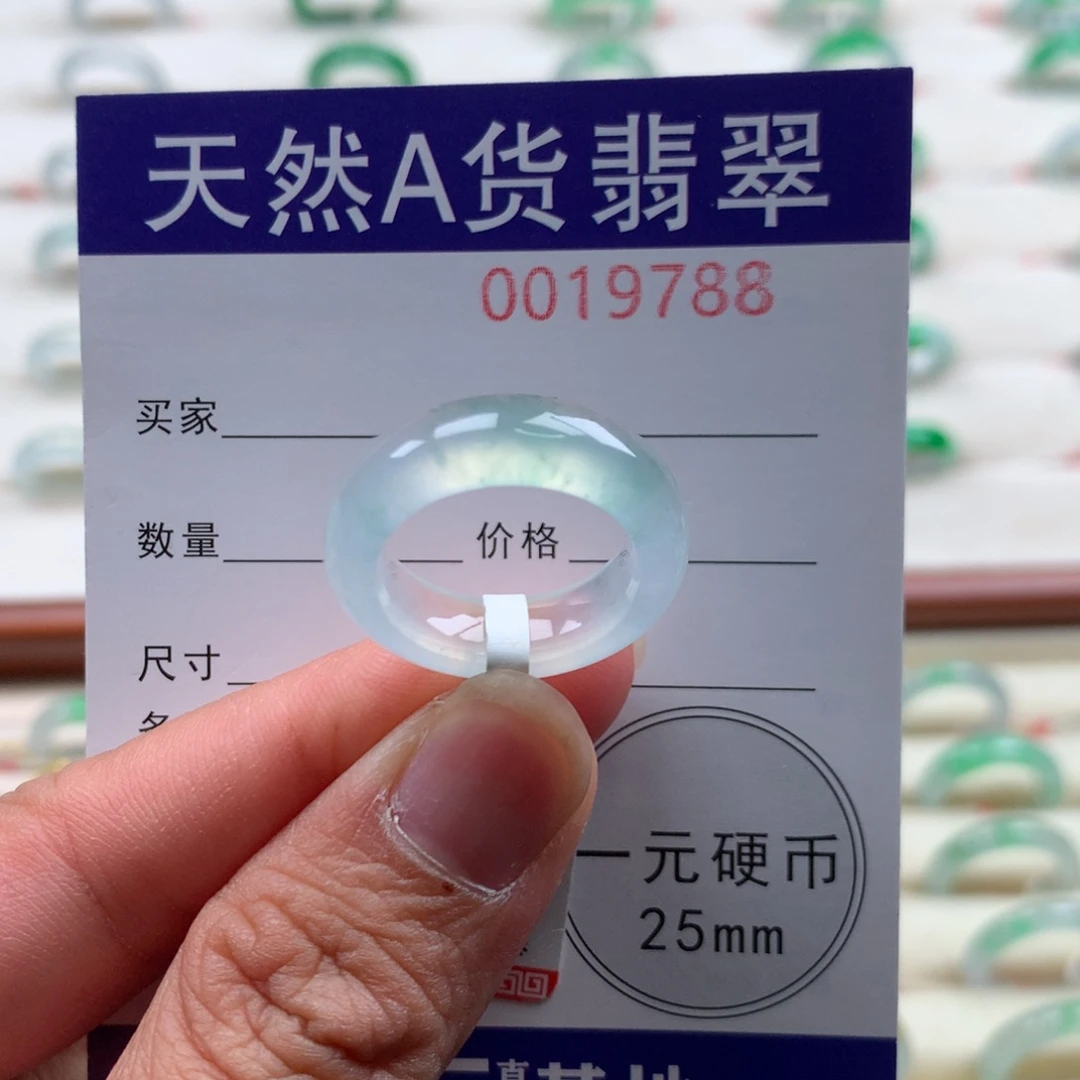 天然A货翡翠
0019788
买家
数量 价格
尺寸
一元硬币
25mm